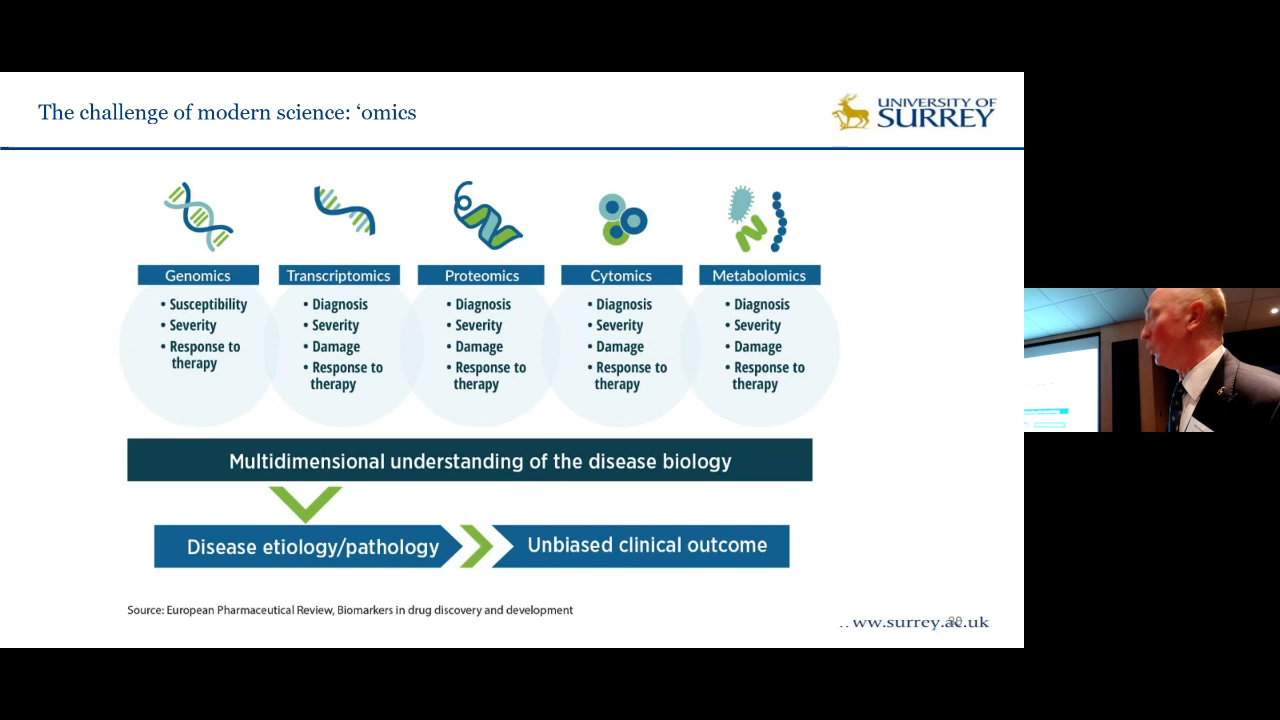 The challenge of modern science: ‘omics
UNIVERSITY OF
SURREY
Genomics
• Susceptibility
• Severity
• Response to
therapy
Transcriptomics
• Diagnosis
• Severity
• Damage
• Response to
therapy
Proteomics
• Diagnosis
• Severity
• Damage
• Response to
therapy
Cytomics
• Diagnosis
• Severity
• Damage
• Response to
therapy
Metabolomics
• Diagnosis
• Severity
• Damage
• Response to
therapy
Multidimensional understanding of the disease biology
Disease etiology/pathology
Unbiased clinical outcome
Source: European Pharmaceutical Review, Biomarkers in drug discovery and development
ww.surrey.ac.uk